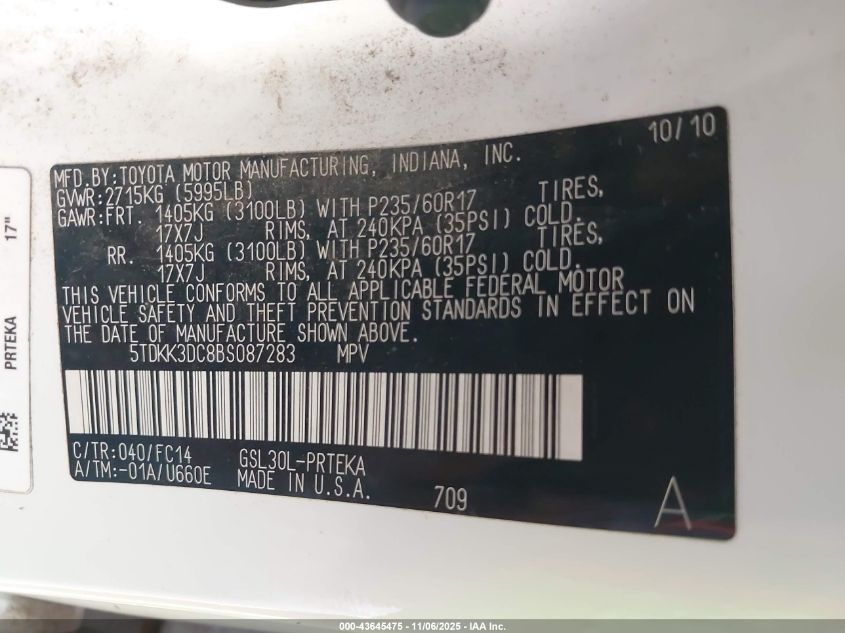 10/10
MFD.BY:TOYOTA MOTOR MANUFACTURING, INDIANA, INC.
GVWR:2715KG (5995LB)
GAWR:FRT. 1405KG (3100LB) WITH P235/60R17 TIRES,
17X7J RIMS, AT 240KPA (35PSI) COLD.
RR. 1405KG (3100LB) WITH P235/60R17 TIRES,
17X7J RIMS, AT 240KPA (35PSI) COLD.
THIS VEHICLE CONFORMS TO ALL APPLICABLE FEDERAL MOTOR
VEHICLE SAFETY AND THEFT PREVENTION STANDARDS IN EFFECT ON
THE DATE OF MANUFACTURE SHOWN ABOVE.
5TDKK3DC8BS087283 MPV
C/TR:040/FC14 GSL30L-PRTEKA
A/TM:-01A/U660E MADE IN U.S.A. 709 A
PRTEKA 17"
000-43645475 - 11/06/2025 - IAA Inc.